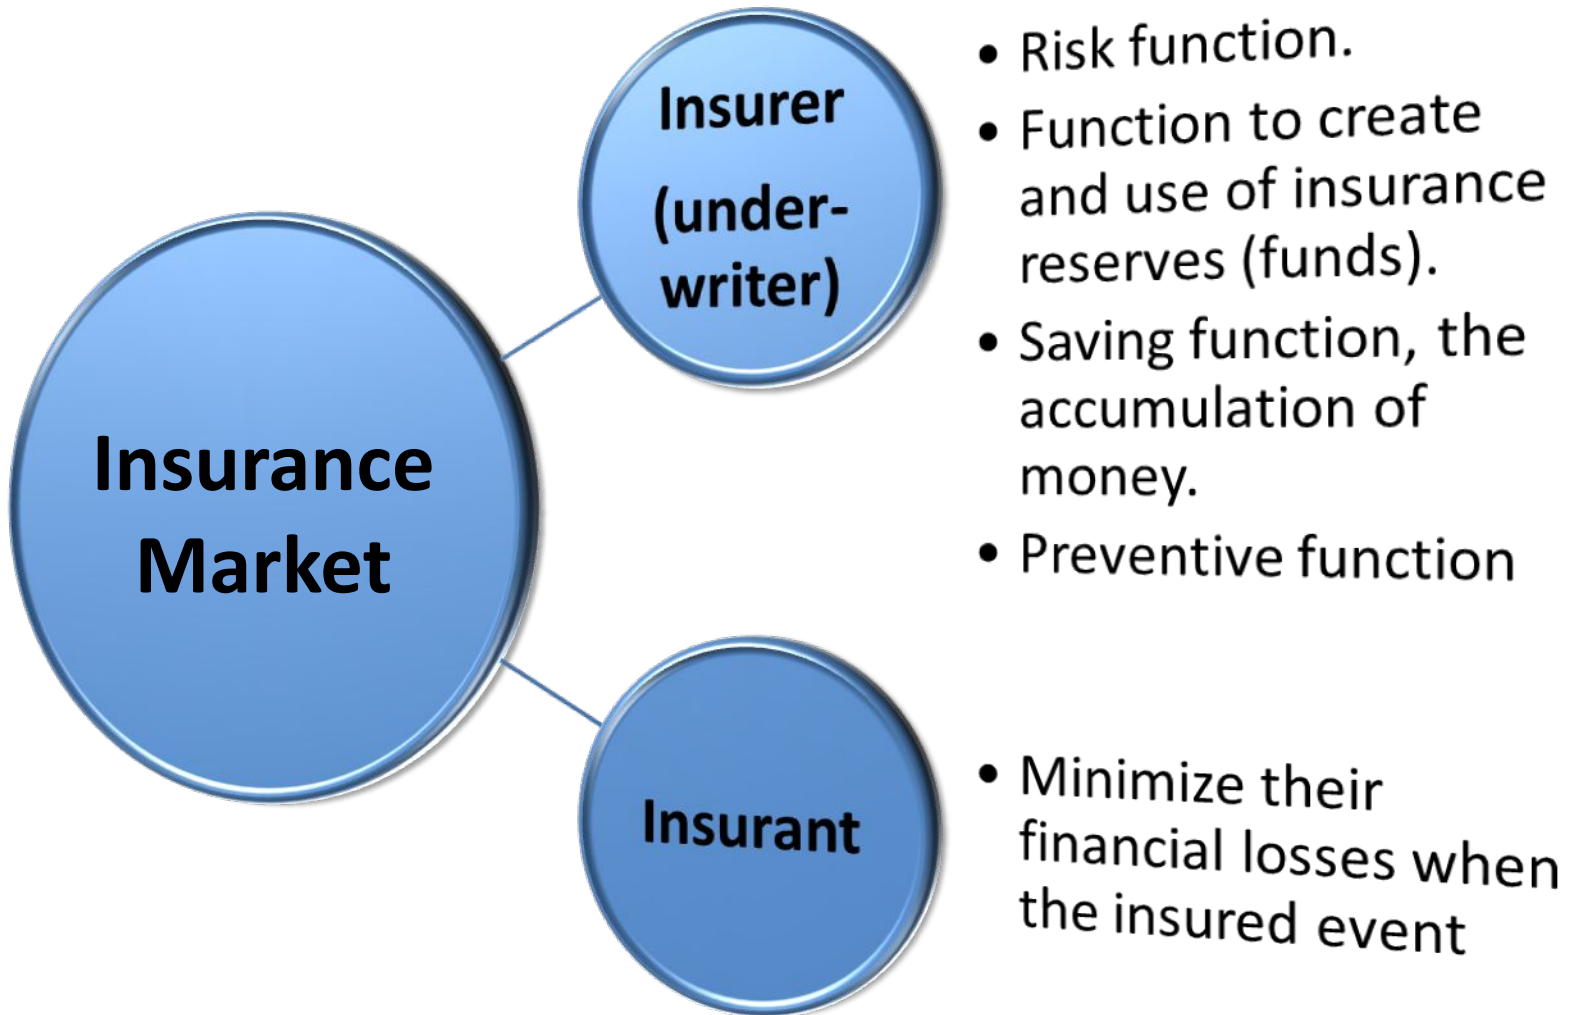 Insurance
Market
Insurer
(under-
writer)
• Risk function.
• Function to create
and use of insurance
reserves (funds).
• Saving function, the
accumulation of
money.
• Preventive function
Insurant
• Minimize their
financial losses when
the insured event